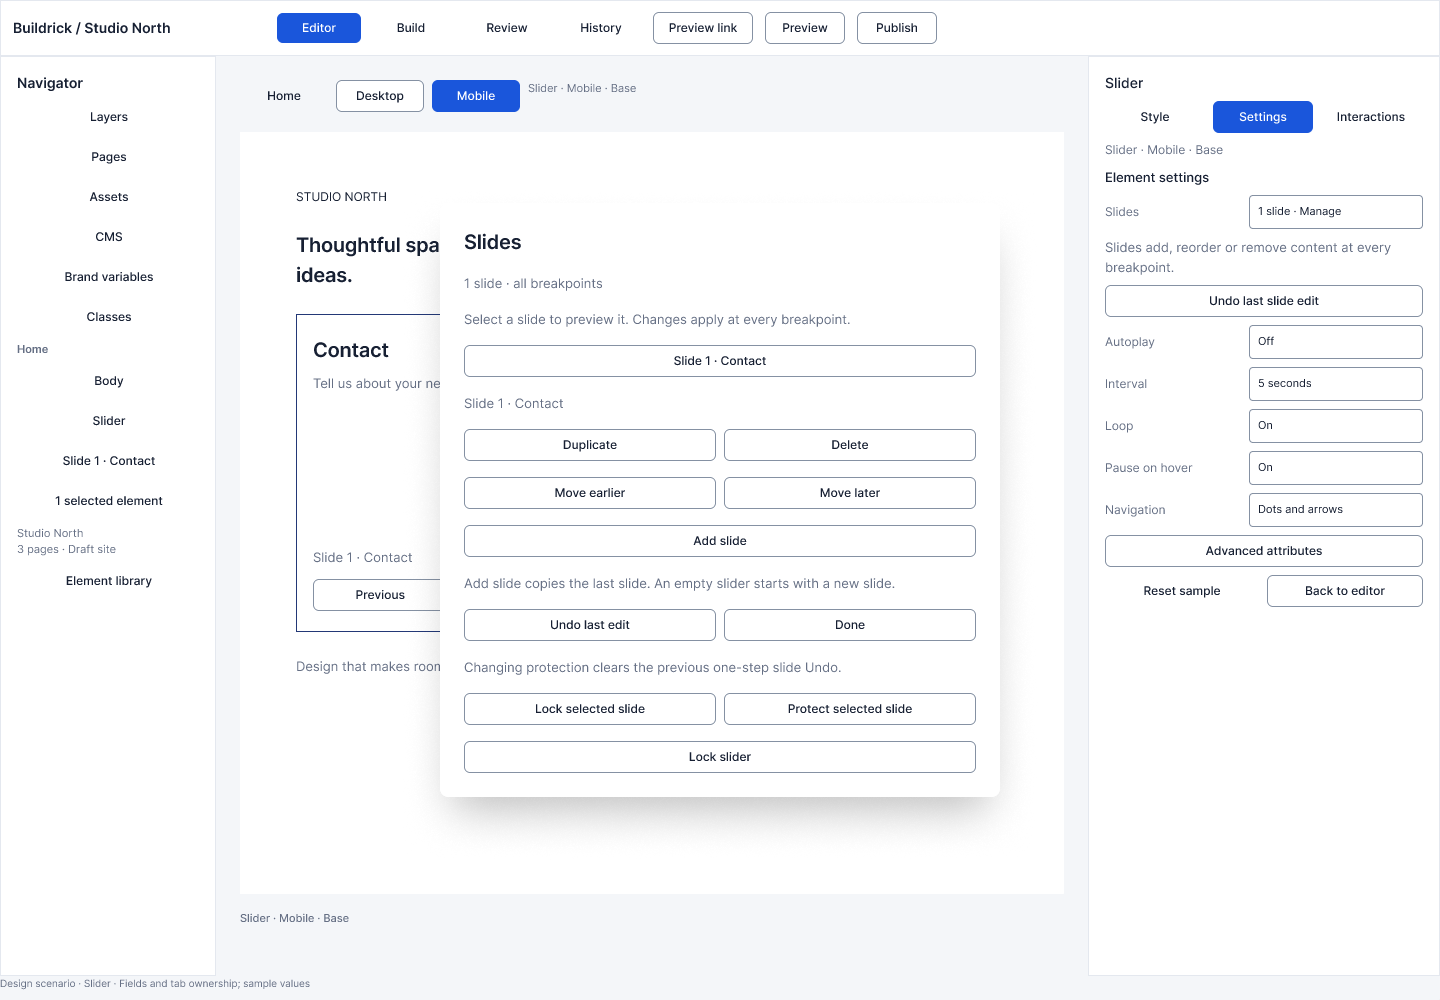 Buildrick / Studio North
Editor
Build
Review
History
Preview link
Preview
Publish
Navigator
Layers
Pages
Assets
CMS
Brand variables
Classes
Home
Body
Slider
Slide 1 · Contact
1 selected element
Studio North
3 pages · Draft site
Element library
Home
Desktop
Mobile
Slider · Mobile · Base
STUDIO NORTH
Thoughtful spa
ideas.
Contact
Tell us about your ne
Slide 1 · Contact
Previous
Design that makes room
Slides
1 slide · all breakpoints
Select a slide to preview it. Changes apply at every breakpoint.
Slide 1 · Contact
Slide 1 · Contact
Duplicate
Delete
Move earlier
Move later
Add slide
Add slide copies the last slide. An empty slider starts with a new slide.
Undo last edit
Done
Changing protection clears the previous one-step slide Undo.
Lock selected slide
Protect selected slide
Lock slider
Slider · Mobile · Base
Slider
Style
Settings
Interactions
Slider · Mobile · Base
Element settings
Slides
1 slide · Manage
Slides add, reorder or remove content at every
breakpoint.
Undo last slide edit
Autoplay
Off
Interval
5 seconds
Loop
On
Pause on hover
On
Navigation
Dots and arrows
Advanced attributes
Reset sample
Back to editor
Design scenario · Slider · Fields and tab ownership; sample values